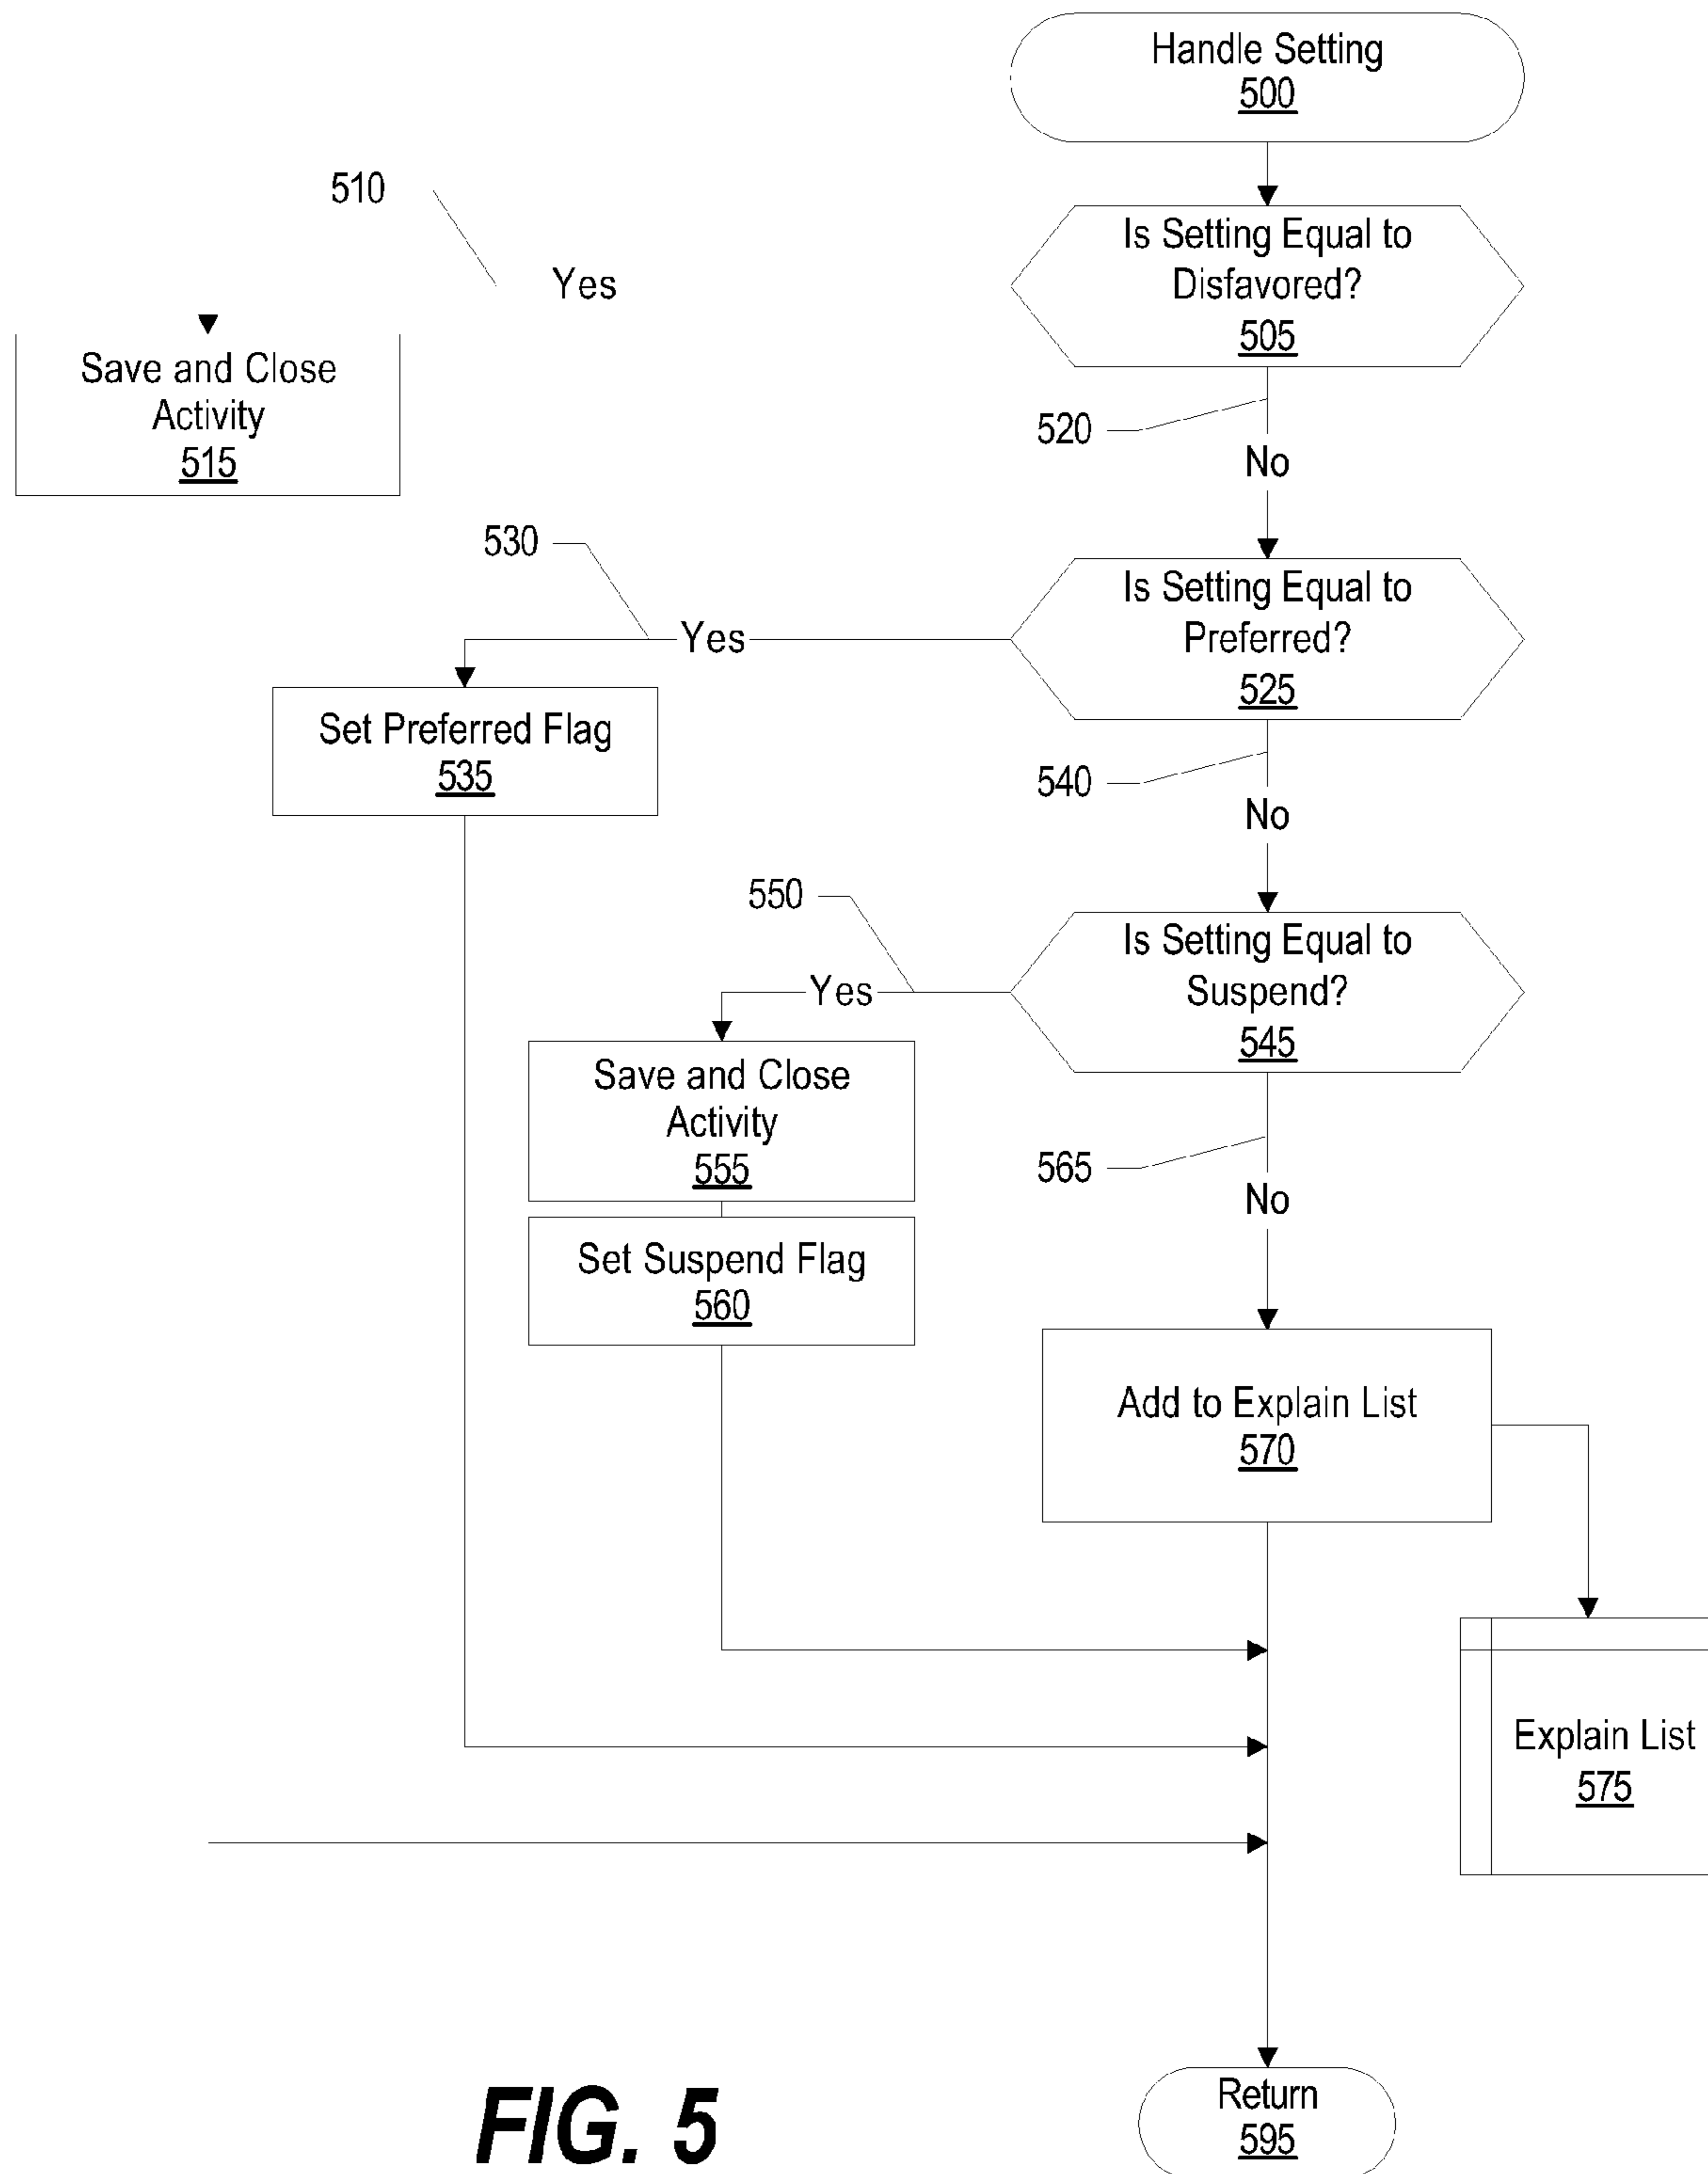 Handle Setting
500
510
Yes
Is Setting Equal to
Disfavored?
505
Save and Close
Activity
515
520
No
530
Yes
Is Setting Equal to
Preferred?
525
Set Preferred Flag
535
540
No
550
Yes
Is Setting Equal to
Suspend?
545
Save and Close
Activity
555
565
No
Set Suspend Flag
560
Add to Explain List
570
Explain List
575
Return
595
FIG. 5